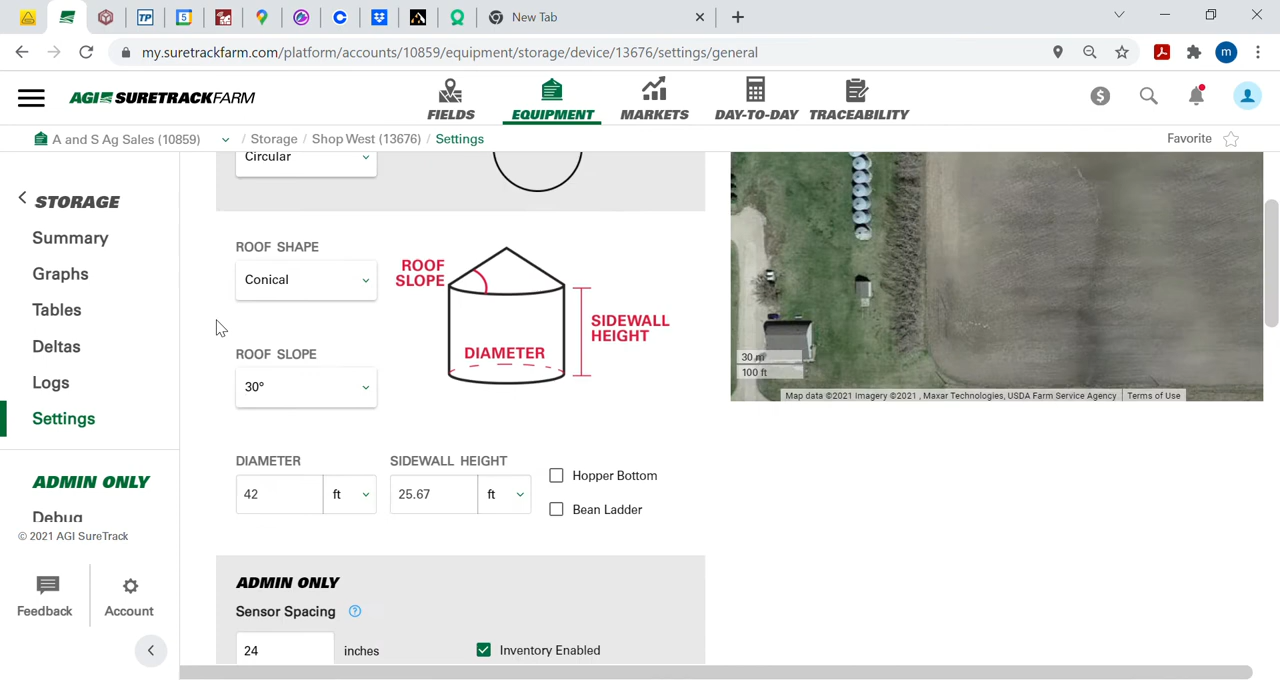 New Tab
my.suretrackfarm.com/platform/accounts/10859/equipment/storage/device/13676/settings/general
AGI SURETRACKFARM
FIELDS
EQUIPMENT
MARKETS
DAY-TO-DAY
TRACEABILITY
A and S Ag Sales (10859)
/ Storage / Shop West (13676) / Settings
Favorite
STORAGE
Summary
Graphs
Tables
Deltas
Logs
Settings
ADMIN ONLY
Debug
© 2021 AGI SureTrack
Feedback
Account
Circular
ROOF SHAPE
Conical
ROOF SLOPE
30°
ROOF
SLOPE
DIAMETER
SIDEWALL
HEIGHT
DIAMETER
42 ft
SIDEWALL HEIGHT
25.67 ft
Hopper Bottom
Bean Ladder
ADMIN ONLY
Sensor Spacing
24 inches
Inventory Enabled
30 m
100 ft
Map data ©2021 Imagery ©2021 , Maxar Technologies, USDA Farm Service Agency
Terms of Use